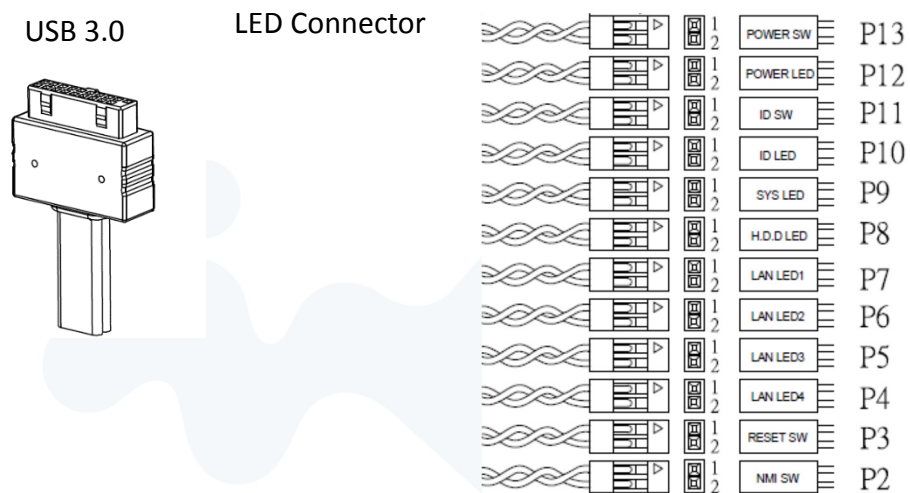 USB 3.0
LED Connector
1 2 POWER SW P13
1 2 POWER LED P12
1 2 ID SW P11
1 2 ID LED P10
1 2 SYS LED P9
1 2 H.D.D LED P8
1 2 LAN LED1 P7
1 2 LAN LED2 P6
1 2 LAN LED3 P5
1 2 LAN LED4 P4
1 2 RESET SW P3
1 2 NMI SW P2